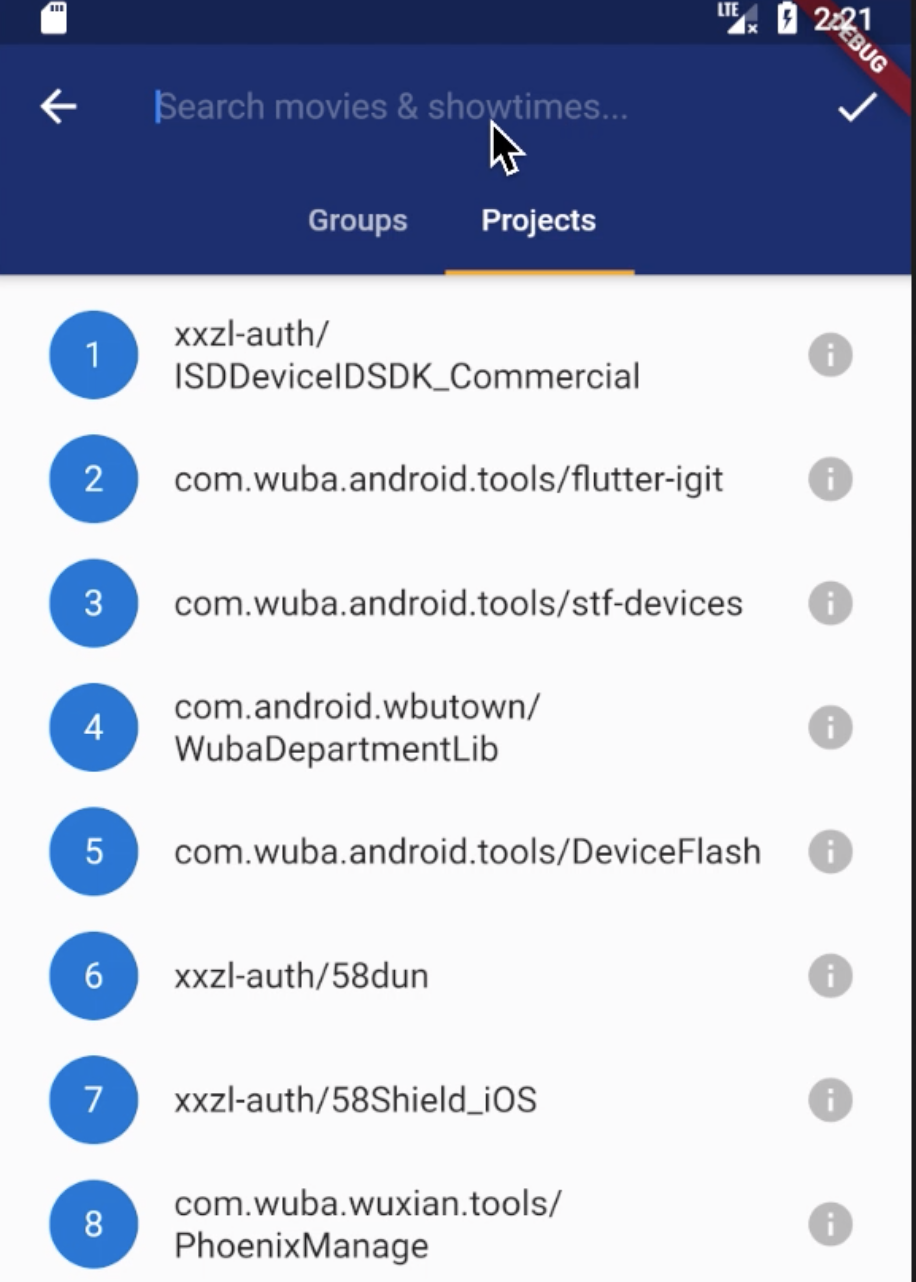 LTE 2:21
DEBUG
Search movies & showtimes...
Groups Projects
1 xxzl-auth/
ISDDeviceIDSDK_Commercial
2 com.wuba.android.tools/flutter-igit
3 com.wuba.android.tools/stf-devices
4 com.android.wbutown/
WubaDepartmentLib
5 com.wuba.android.tools/DeviceFlash
6 xxzl-auth/58dun
7 xxzl-auth/58Shield_iOS
8 com.wuba.wuxian.tools/
PhoenixManage